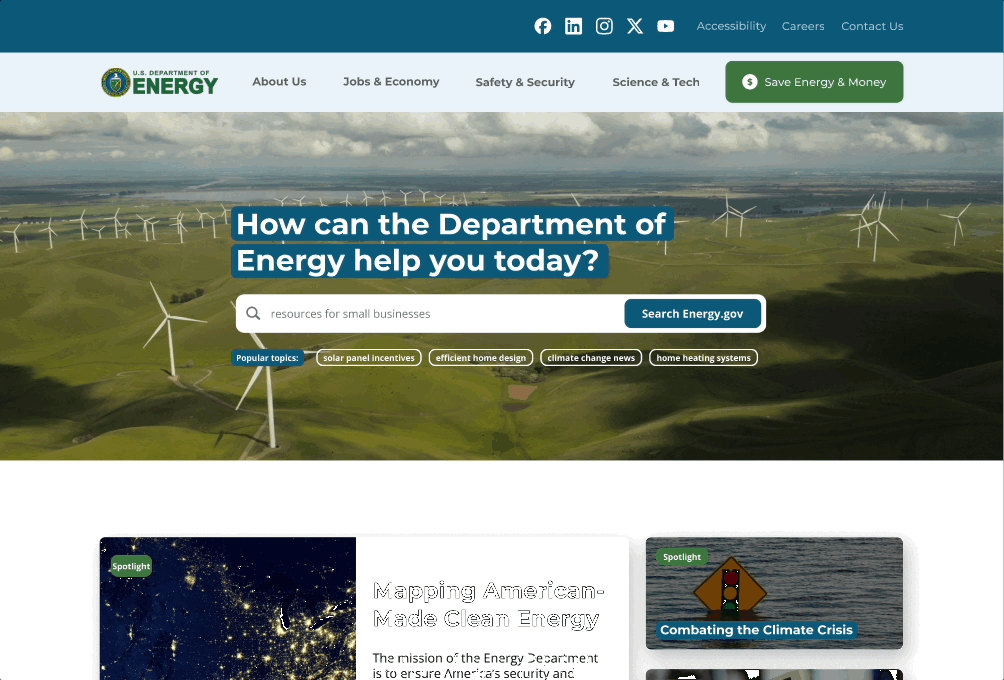 Accessibility Careers Contact Us
U.S. DEPARTMENT OF
ENERGY
About Us Jobs & Economy Safety & Security Science & Tech $ Save Energy & Money
How can the Department of
Energy help you today?
resources for small businesses Search Energy.gov
Popular topics: solar panel incentives efficient home design climate change news home heating systems
Spotlight
Mapping American-
Made Clean Energy
The mission of the Energy Department
is to ensure America's security and
Spotlight
Combating the Climate Crisis